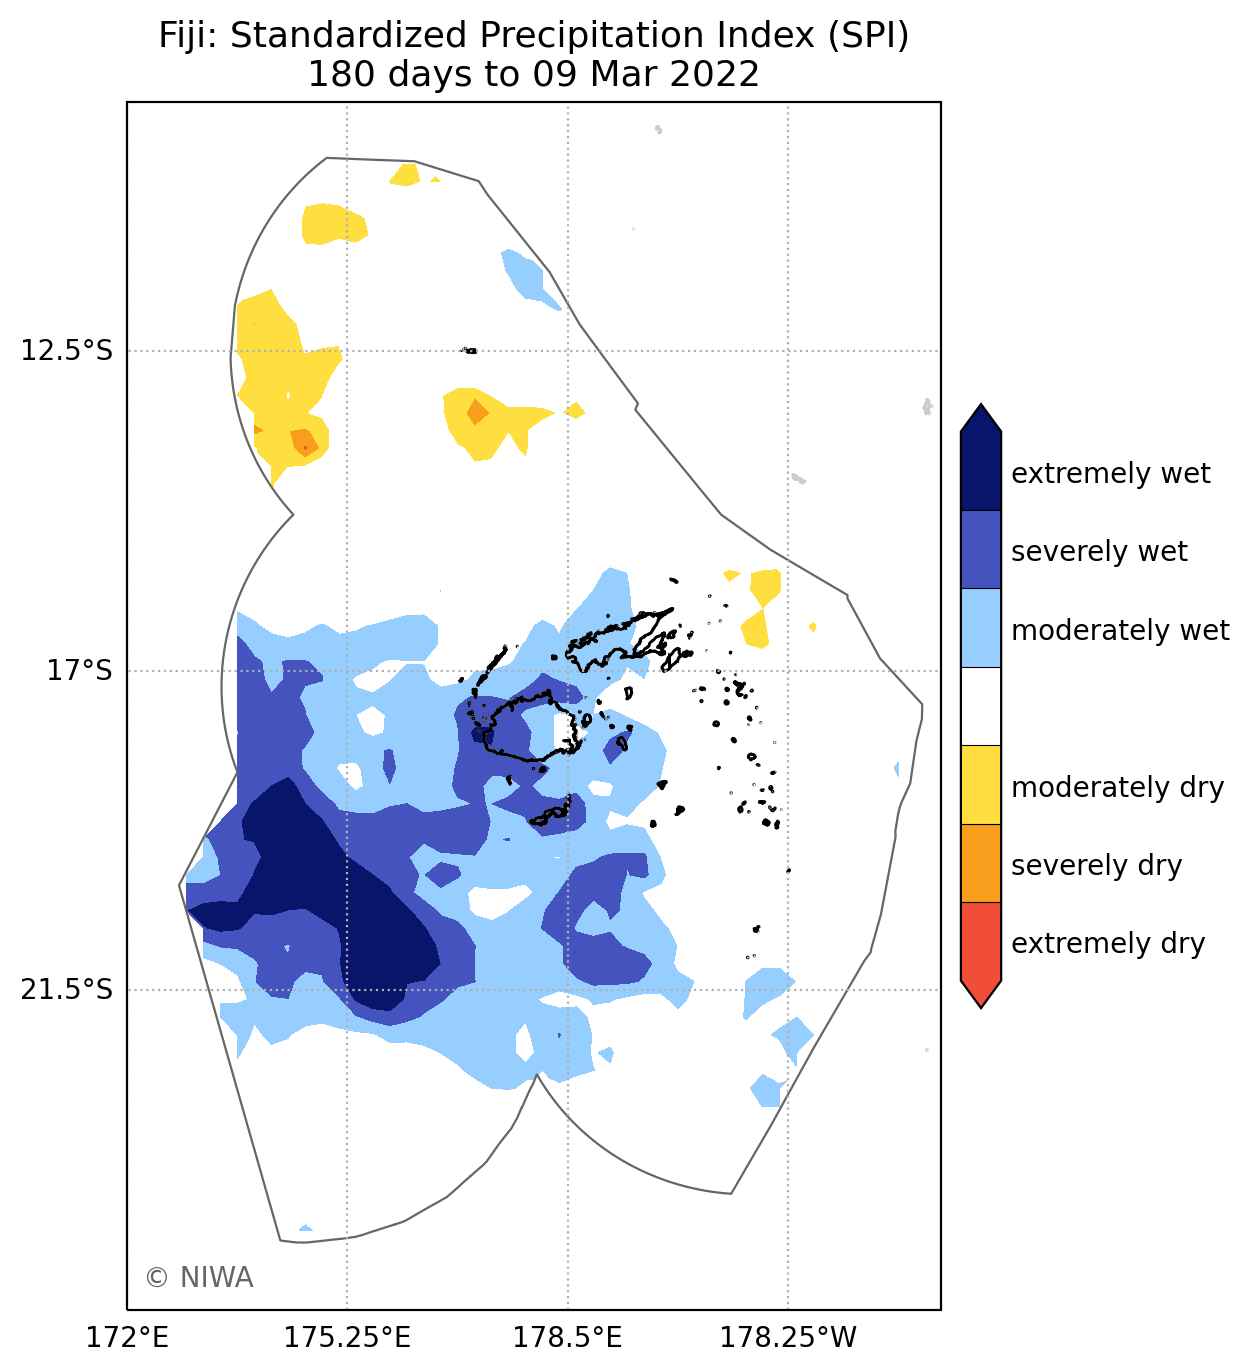 Fiji: Standardized Precipitation Index (SPI)
180 days to 09 Mar 2022
12.5°S
17°S
21.5°S
172°E
175.25°E
178.5°E
178.25°W
© NIWA
extremely wet
severely wet
moderately wet
moderately dry
severely dry
extremely dry